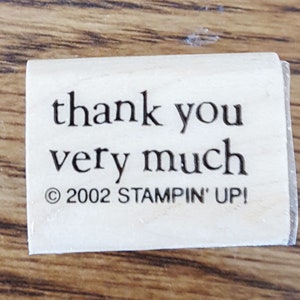 thank you
very much
© 2002 STAMPIN' UP!